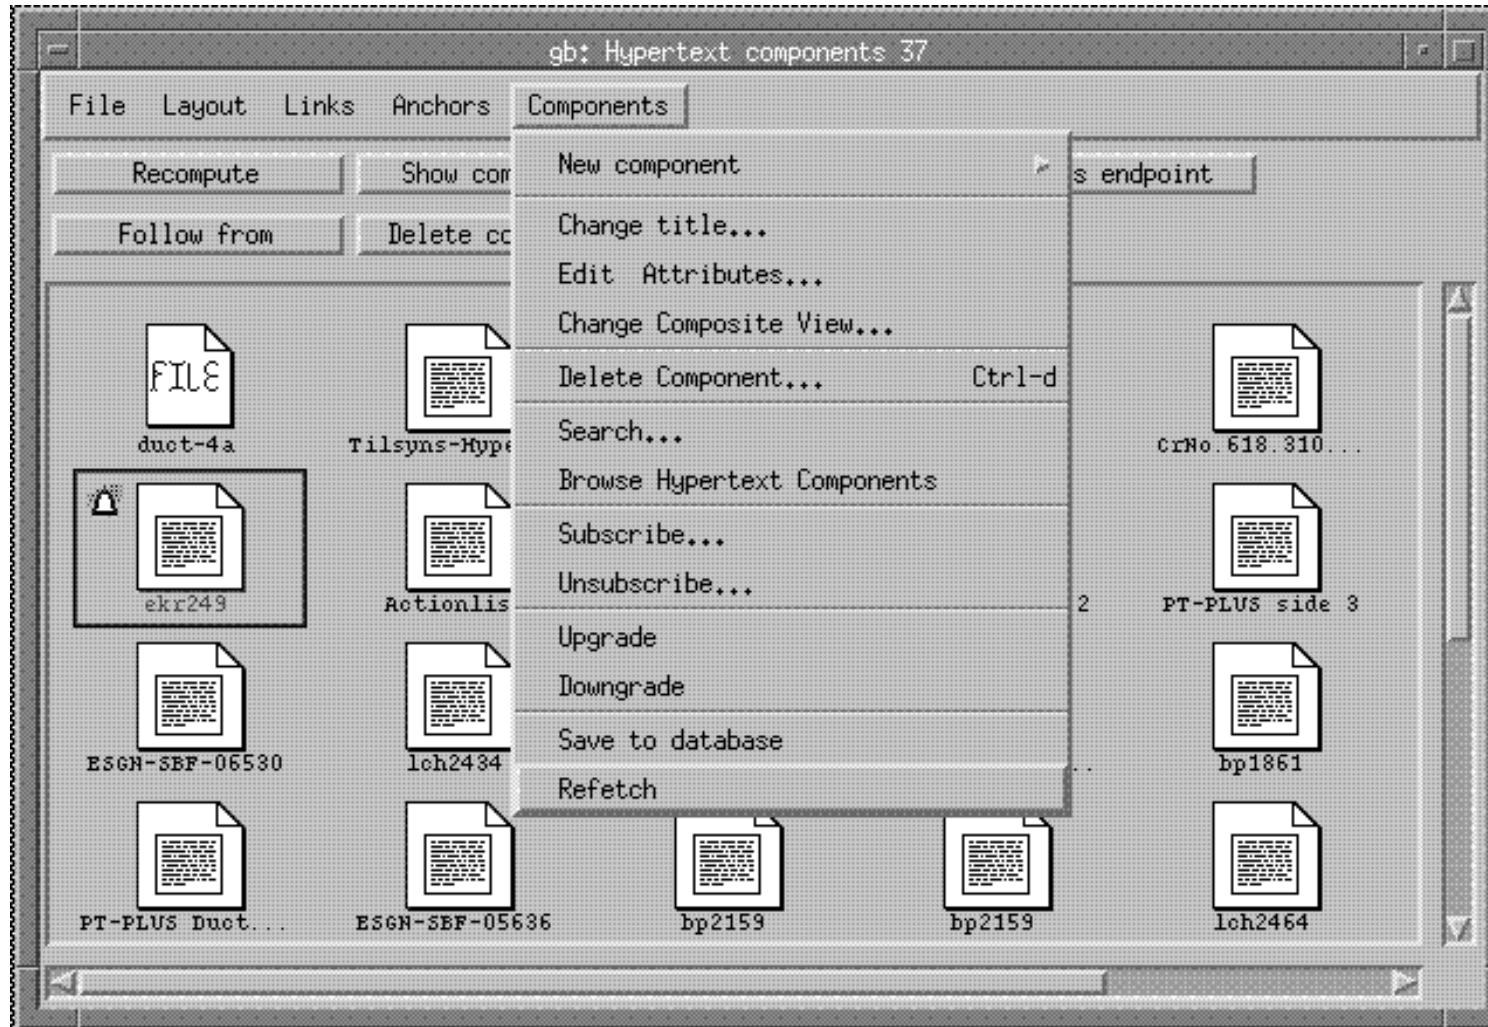 gb: Hypertext components 37
File Layout Links Anchors Components
Recompute Show com s endpoint
Follow from Delete co
New component
Change title...
Edit Attributes...
Change Composite View...
Delete Component... Ctrl-d
Search...
Browse Hypertext Components
Subscribe...
Unsubscribe...
Upgrade
Downgrade
Save to database
Refetch
FILE
duct-4a Tilsyns-Hype CrNo.618.310...
ekr249 Actionlis 2 PT-PLUS side 3
ESGN-SBF-06530 lch2434 .. bp1861
PT-PLUS Duct... ESGN-SBF-05636 bp2159 bp2159 lch2464